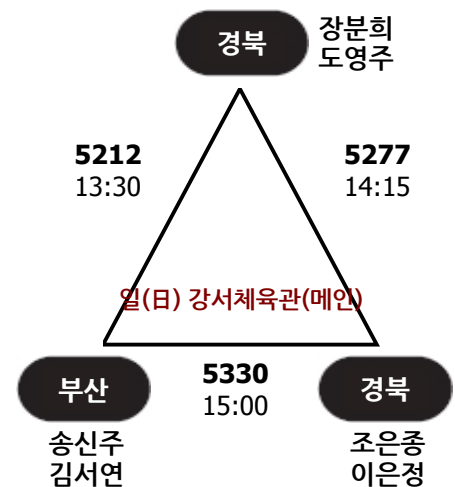 경북
장분희
도영주
5212
13:30
5277
14:15
일(日) 강서체육관(메인)
부산
송신주
김서연
5330
15:00
경북
조은종
이은정